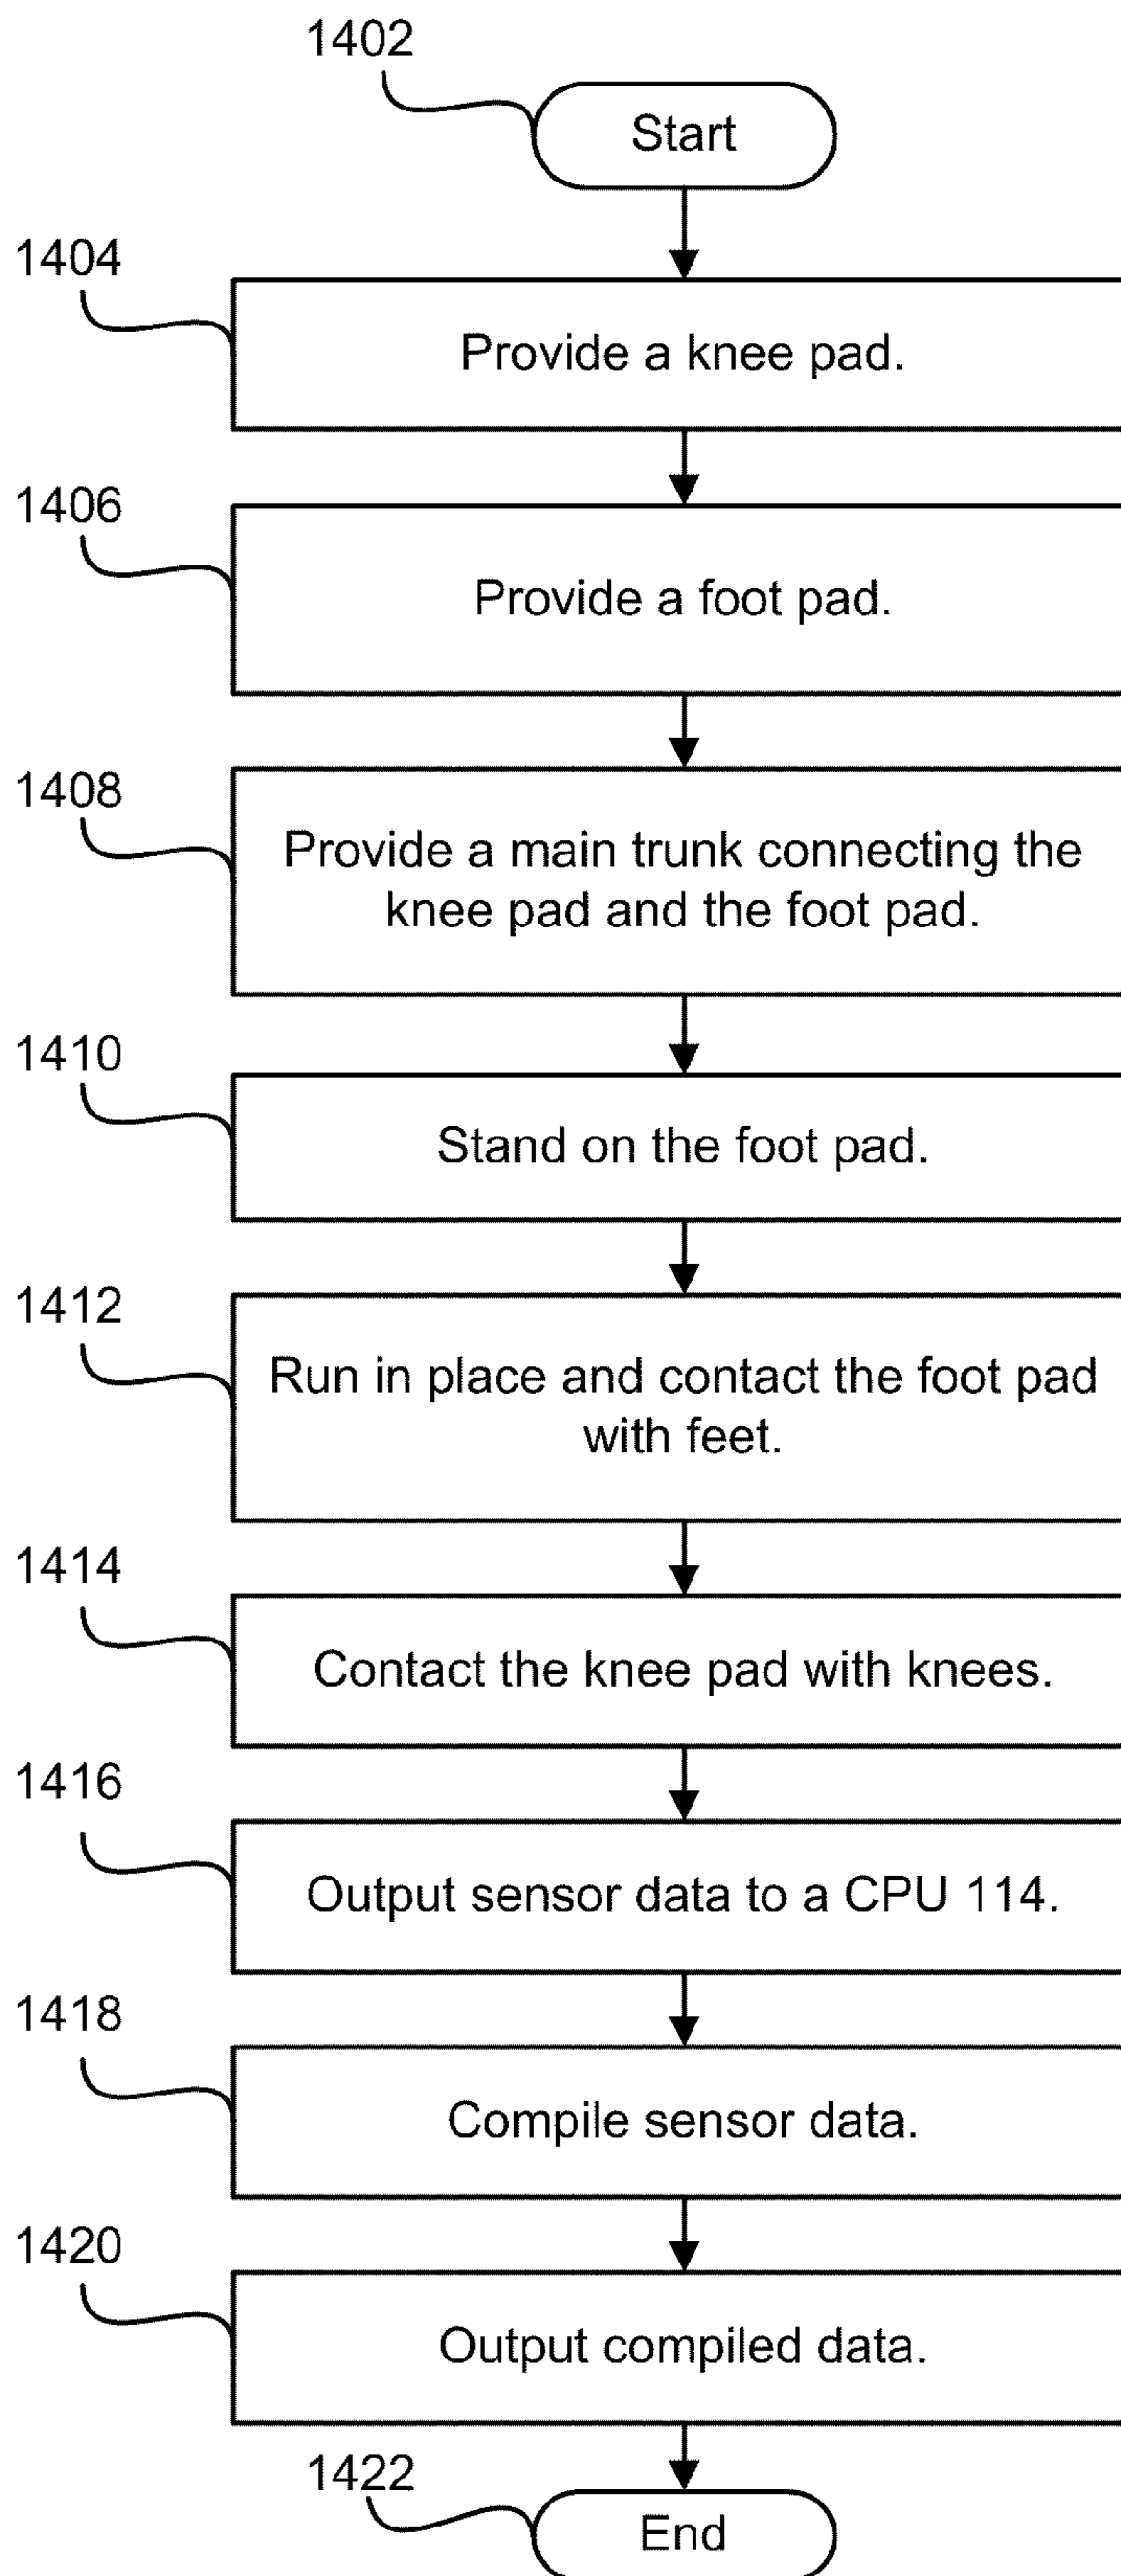 1402
Start
1404
Provide a knee pad.
1406
Provide a foot pad.
1408
Provide a main trunk connecting the
knee pad and the foot pad.
1410
Stand on the foot pad.
1412
Run in place and contact the foot pad
with feet.
1414
Contact the knee pad with knees.
1416
Output sensor data to a CPU 114.
1418
Compile sensor data.
1420
Output compiled data.
1422
End